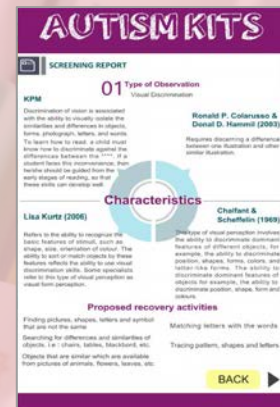 AUTISM KITS
SCREENING REPORT
01 Type of Observation
Visual Discrimination
KPM
Discrimination of vision is associated
with the ability to visually isolate the
similarities and differences in objects,
forms, photograph, letters, and words
To learn how to read, a child must
know how to discriminate against the
differences between the "". If a
student faces this inconvenience, then
he/she should be guided from the
early stages of reading, so that
these skills can develop well
Ronald P. Colarusso &
Donal D. Hammil (2003)
Requires discerning a difference
between one illustration and other
similar illustration.
Characteristics
Lisa Kurtz (2006)
Refers to the ability to recognize the
basic features of stimuli, such as
shape, size, orientation, of colour. The
ability to sort or match objects by these
features reflects the ability to use visual
discrimination skills. Some specialists
refer to this type of visual perception as
visual form perception.
Chalfant &
Scheffelin (1969)
This type of visual perception involves
the ability to discriminate dominant
features of different objects, for
example, the ability to discriminate
position, shapes, forms, colors, and
letter-like forms. The ability to
discriminate dominant features of
objects for example, the ability to
discriminate position, shape, form and
colours.
Proposed recovery activities
Finding pictures, shapes, letters and symbol
that are not the same
Searching for differences and similarities of
objects. i.e : chairs, tables, blackbord, etc.
Objects that are similar which are available
from pictures of animals, flowers, leaves, etc.
Matching letters with the words
Tracing pattern, shapes and letters
BACK